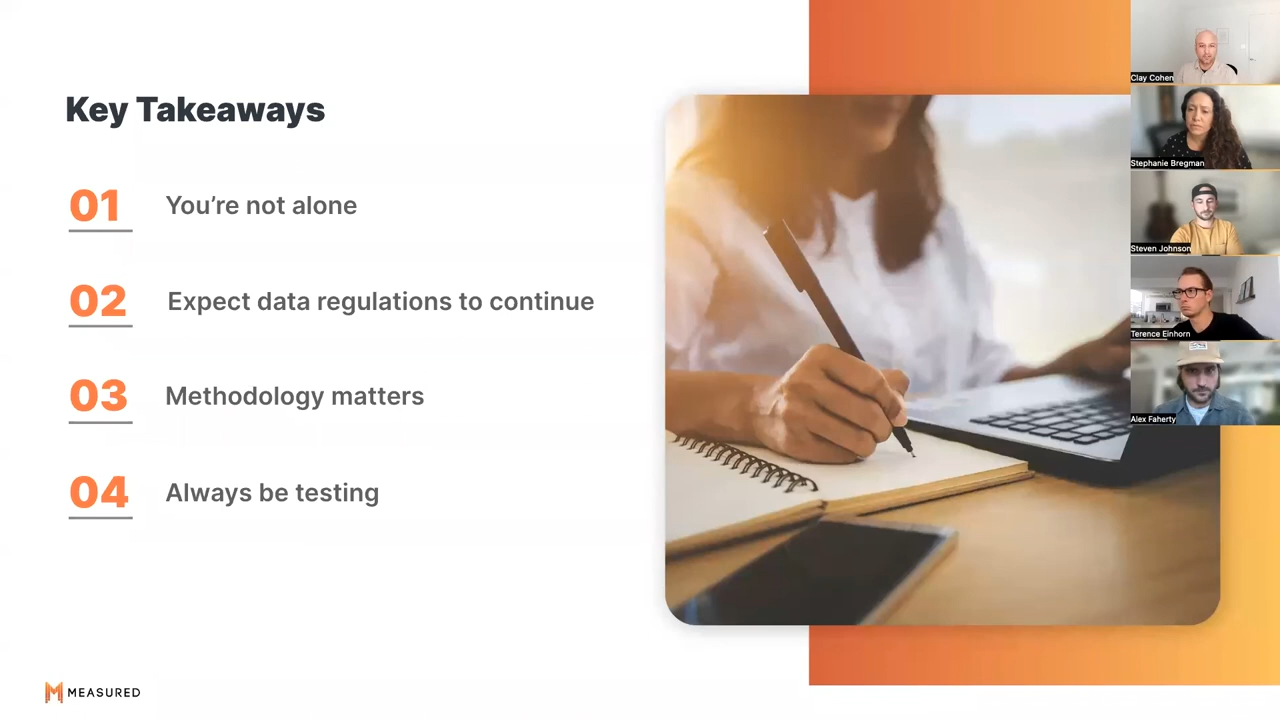 Key Takeaways
01 You’re not alone
02 Expect data regulations to continue
03 Methodology matters
04 Always be testing
MEASURED
Clay Cohen
Stephanie Bregman
Steven Johnson
Terence Einhorn
Alex Faherty